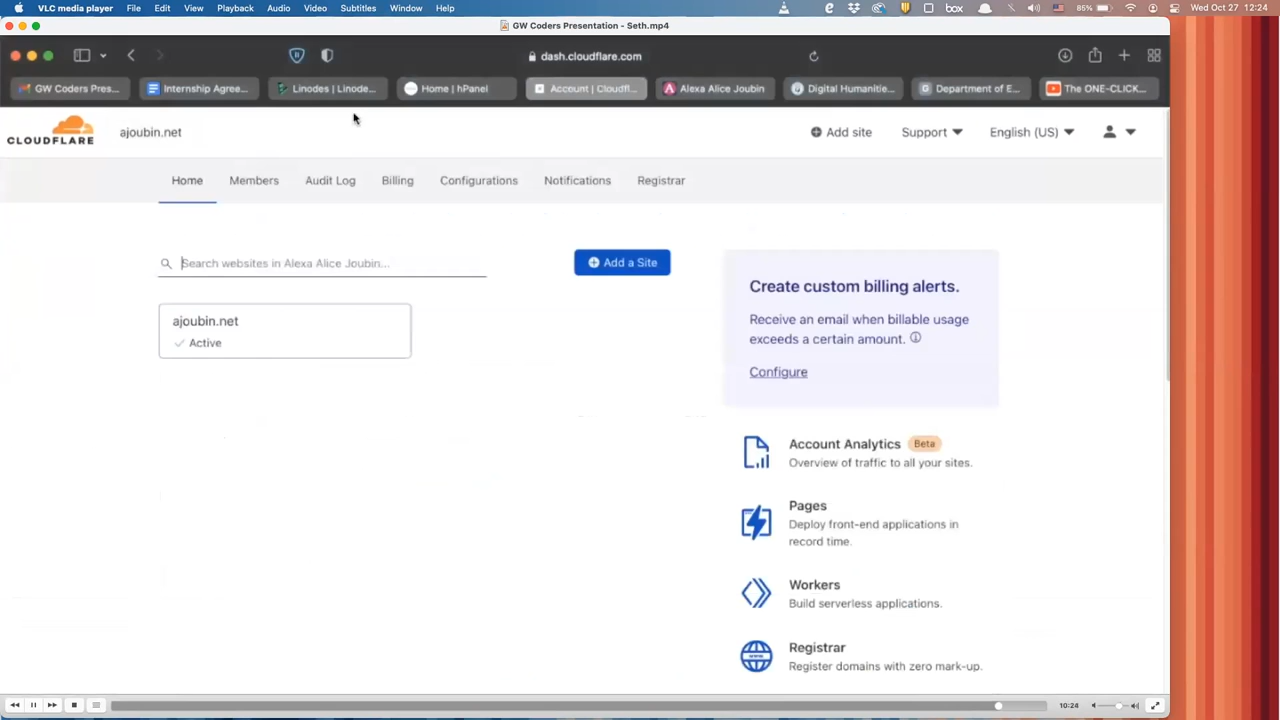 VLC media player File Edit View Playback Audio Video Subtitles Window Help box 85% Wed Oct 27 12:24
GW Coders Presentation - Seth.mp4
dash.cloudflare.com
GW Coders Pres... Internship Agree... Linodes | Linode... Home | hPanel Account | Cloudfl... Alexa Alice Joubin Digital Humanitie... Department of E... The ONE-CLICK...
CLOUDFLARE ajoubin.net Add site Support English (US)
Home Members Audit Log Billing Configurations Notifications Registrar
Search websites in Alexa Alice Joubin...
Add a Site
ajoubin.net
Active
Create custom billing alerts.
Receive an email when billable usage
exceeds a certain amount.
Configure
Account Analytics Beta
Overview of traffic to all your sites.
Pages
Deploy front-end applications in
record time.
Workers
Build serverless applications.
Registrar
Register domains with zero mark-up.
10:24